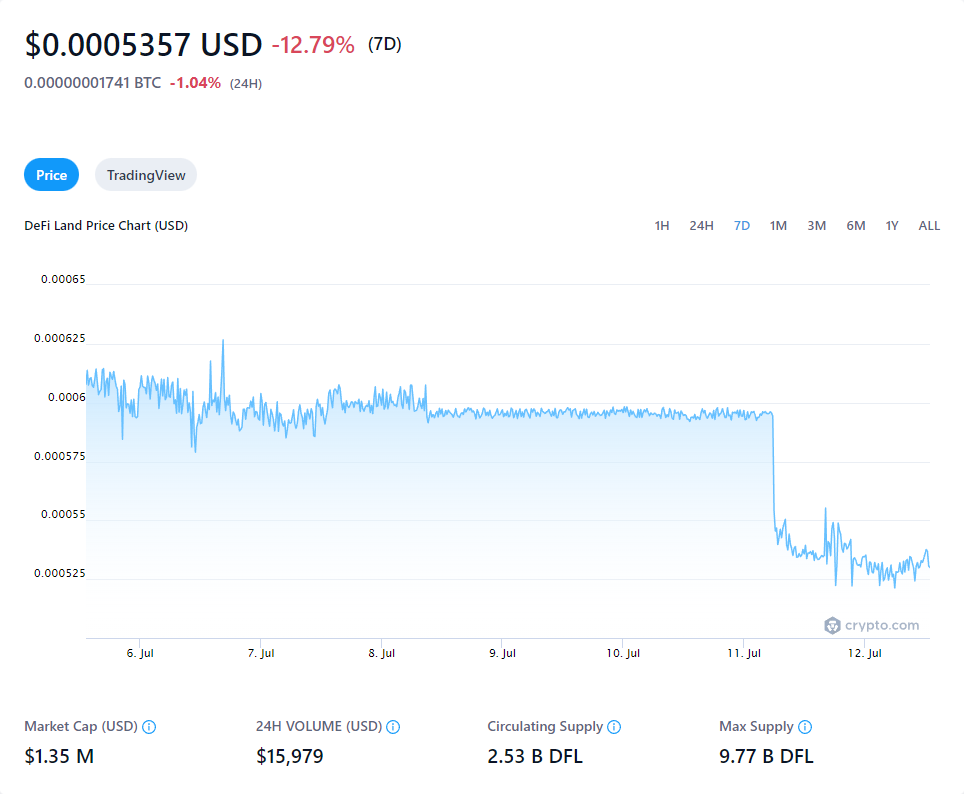 $0.0005357 USD -12.79% (7D)
0.00000001741 BTC -1.04% (24H)
Price TradingView
DeFi Land Price Chart (USD) 1H 24H 7D 1M 3M 6M 1Y ALL
0.00065
0.000625
0.0006
0.000575
0.00055
0.000525
crypto.com
6. Jul 7. Jul 8. Jul 9. Jul 10. Jul 11. Jul 12. Jul
Market Cap (USD) 24H VOLUME (USD) Circulating Supply Max Supply
$1.35 M $15,979 2.53 B DFL 9.77 B DFL